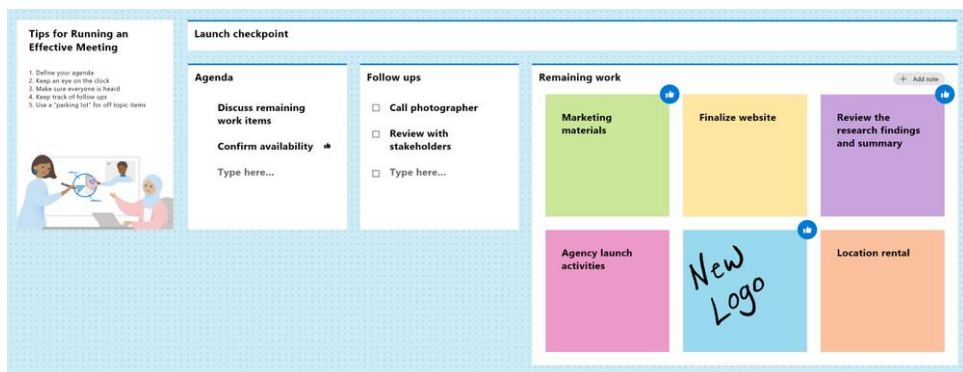 Tips for Running an
Effective Meeting
1. Define your agenda
2. Keep an eye on the clock
3. Make sure everyone is heard
4. Keep track of follow ups
5. Use a "parking lot" for off topic items
Launch checkpoint
Agenda
Discuss remaining
work items
Confirm availability
Type here...
Follow ups
Call photographer
Review with
stakeholders
Type here...
Remaining work
+ Add note
Marketing
materials
Finalize website
Review the
research findings
and summary
Agency launch
activities
New
Logo
Location rental